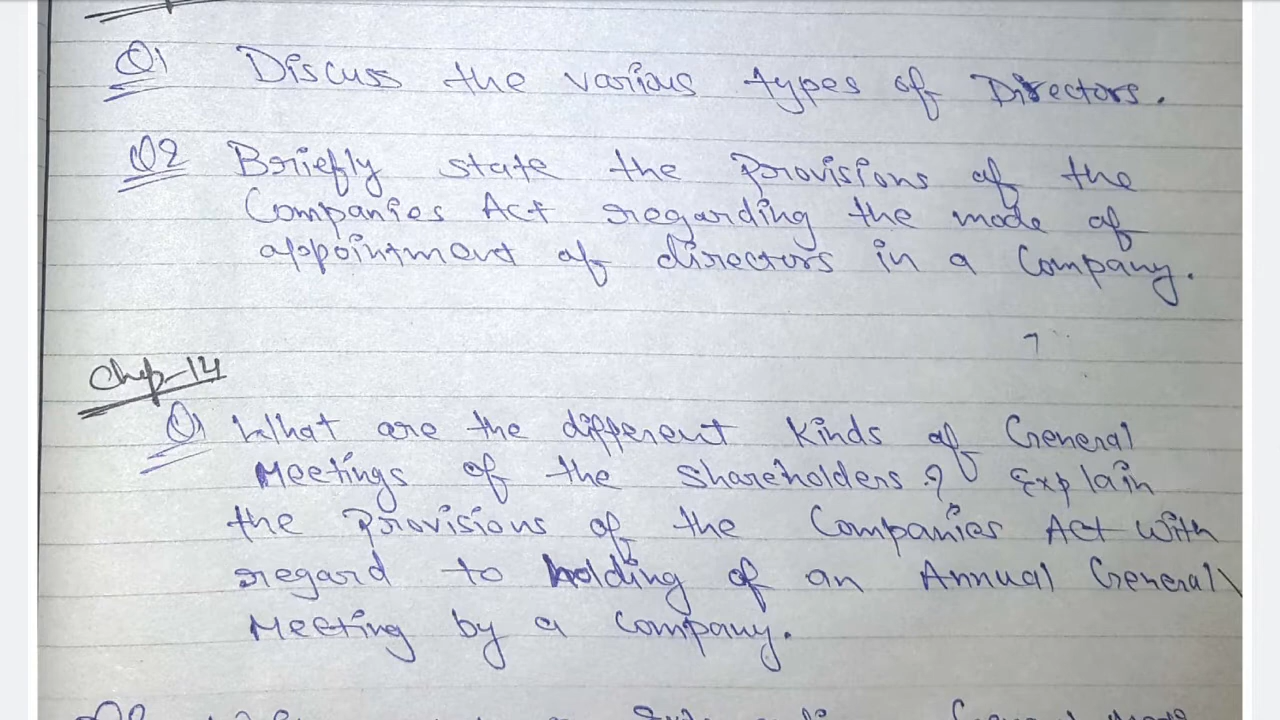 Q1 Discuss the various types of Directors.
Q2 Briefly state the Provisions of the
Companies Act regarding the mode of
appointment of directors in a Company.
Chp-14
Q1 What are the different Kinds of General
Meetings of the Shareholders? Explain
the Provisions of the Companies Act with
regard to holding of an Annual General
Meeting by a Company.